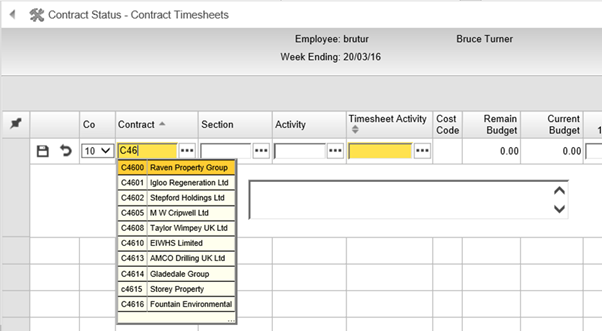 Contract Status - Contract Timesheets
Employee: brutur Bruce Turner
Week Ending: 20/03/16
Co Contract Section Activity Timesheet Activity Cost Code Remain Budget Current Budget 1
10 C46 ... ... ... ... 0.00 0.00
C4600 Raven Property Group
C4601 Igloo Regeneration Ltd
C4602 Stepford Holdings Ltd
C4605 M W Cripwell Ltd
C4608 Taylor Wimpey UK Ltd
C4610 EIWHS Limited
C4613 AMCO Drilling UK Ltd
C4614 Gladedale Group
c4615 Storey Property
C4616 Fountain Environmental
...